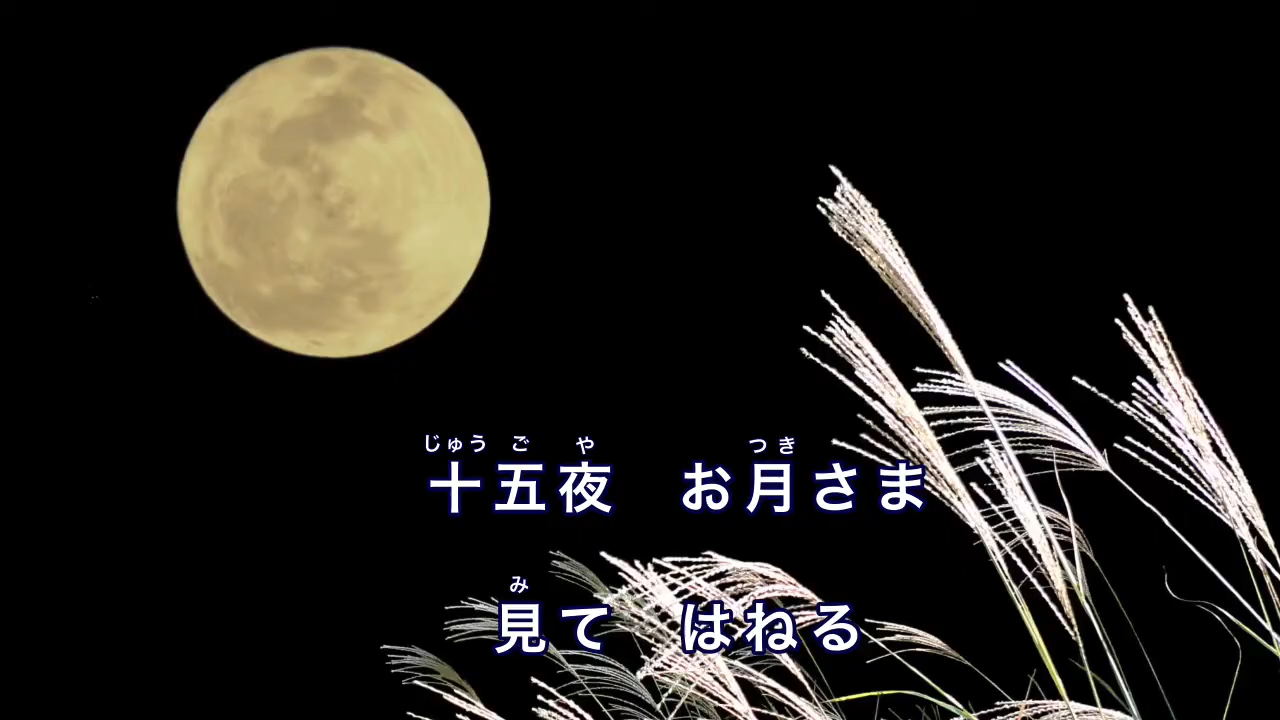 じゅう ご や つき
十五夜 お月さま
み
見て はねる